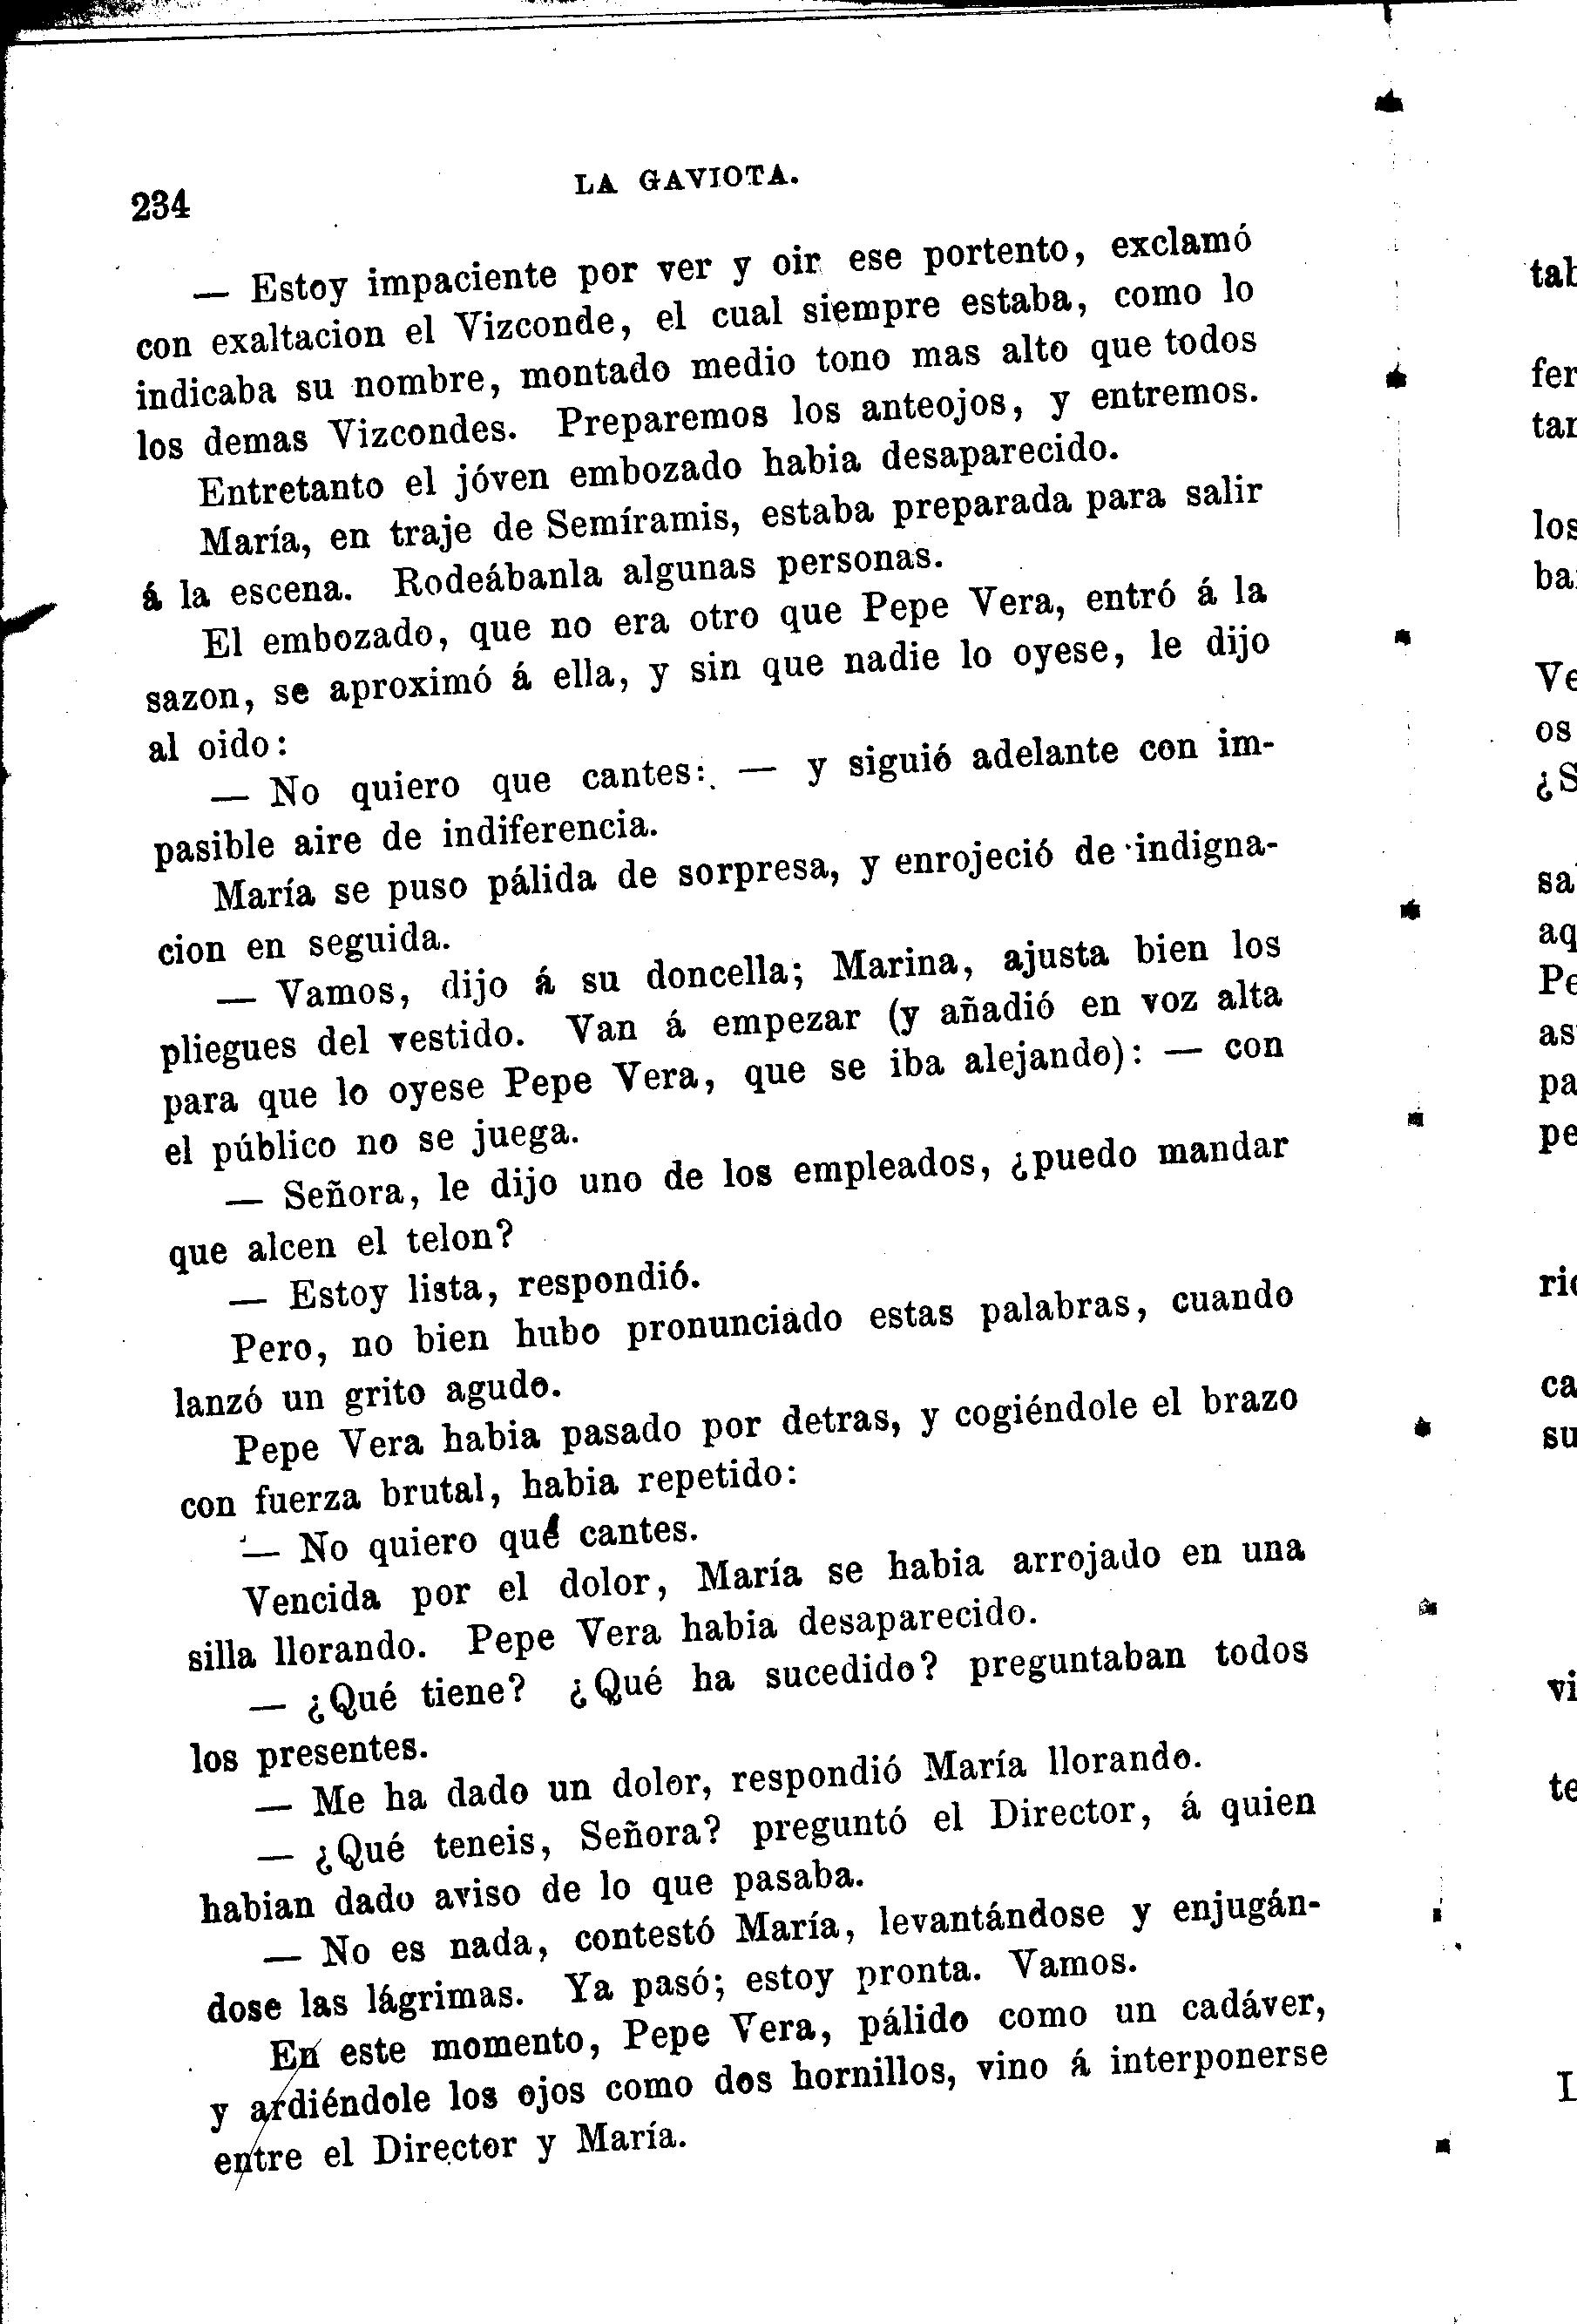 234
LA GAVIOTA.
— Estoy impaciente por ver y oir ese portento, exclamó
con exaltacion el Vizconde, el cual siempre estaba, como lo
indicaba su nombre, montado medio tono mas alto que todos
los demas Vizcondes. Preparemos los anteojos, y entremos.
Entretanto el jóven embozado habia desaparecido.
María, en traje de Semíramis, estaba preparada para salir
á la escena. Rodeábanla algunas personas.
El embozado, que no era otro que Pepe Vera, entró á la
sazon, se aproximó á ella, y sin que nadie lo oyese, le dijo
al oido:
— No quiero que cantes: — y siguió adelante con im-
pasible aire de indiferencia.
María se puso pálida de sorpresa, y enrojeció de indigna-
cion en seguida.
— Vamos, dijo á su doncella; Marina, ajusta bien los
pliegues del vestido. Van á empezar (y añadió en voz alta
para que lo oyese Pepe Vera, que se iba alejando): — con
el público no se juega.
— Señora, le dijo uno de los empleados, ¿puedo mandar
que alcen el telon?
— Estoy lista, respondió.
Pero, no bien hubo pronunciado estas palabras, cuando
lanzó un grito agudo.
Pepe Vera habia pasado por detras, y cogiéndole el brazo
con fuerza brutal, habia repetido:
— No quiero que cantes.
Vencida por el dolor, María se habia arrojado en una
silla llorando. Pepe Vera habia desaparecido.
— ¿Qué tiene? ¿Qué ha sucedido? preguntaban todos
los presentes.
— Me ha dado un dolor, respondió María llorando.
— ¿Qué teneis, Señora? preguntó el Director, á quien
habian dado aviso de lo que pasaba.
— No es nada, contestó María, levantándose y enjugán-
dose las lágrimas. Ya pasó; estoy pronta. Vamos.
En este momento, Pepe Vera, pálido como un cadáver,
y ardiéndole los ojos como dos hornillos, vino á interponerse
entre el Director y María.